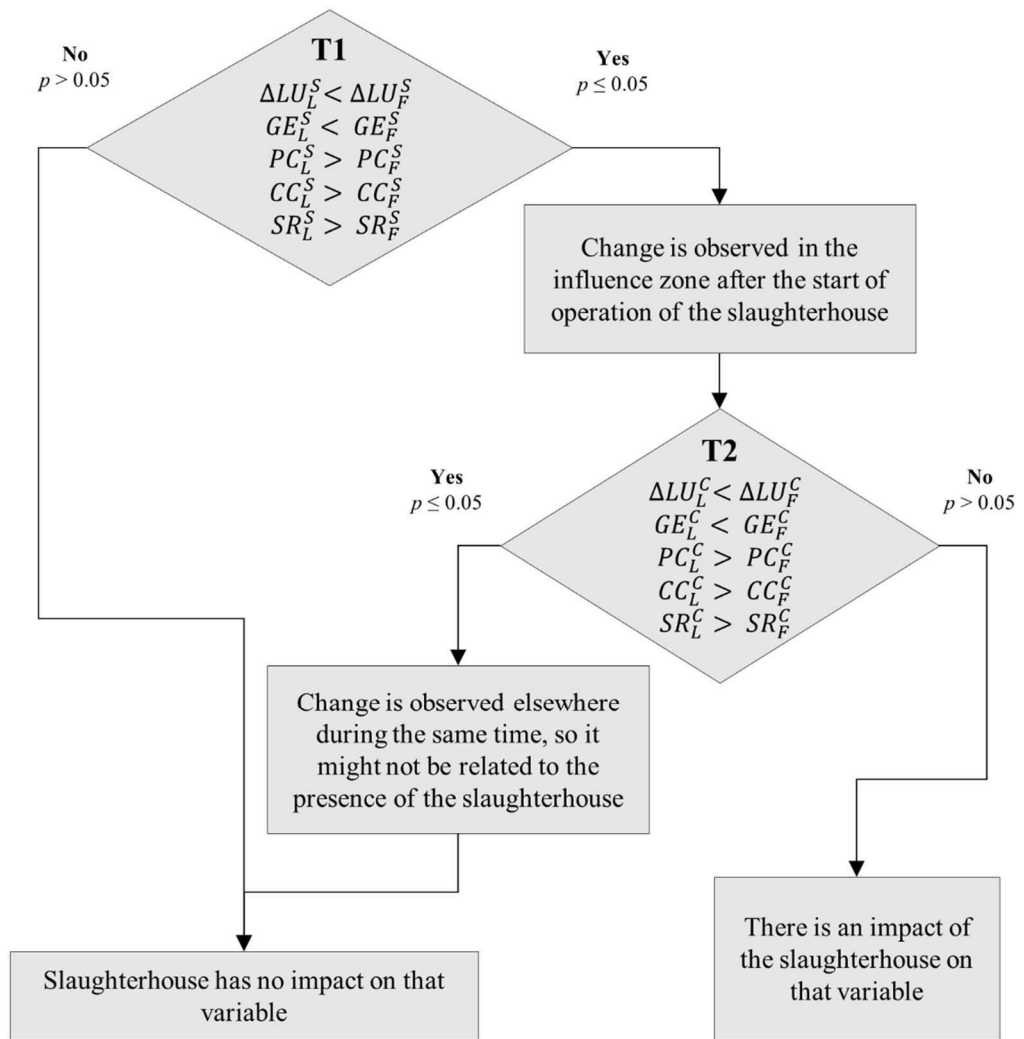 T1
No
p > 0.05
Yes
p ≤ 0.05
ΔLU_L^S < ΔLU_F^S
GE_L^S < GE_F^S
PC_L^S > PC_F^S
CC_L^S > CC_F^S
SR_L^S > SR_F^S
Change is observed in the
influence zone after the start of
operation of the slaughterhouse
T2
Yes
p ≤ 0.05
No
p > 0.05
ΔLU_L^C < ΔLU_F^C
GE_L^C < GE_F^C
PC_L^C > PC_F^C
CC_L^C > CC_F^C
SR_L^C > SR_F^C
Change is observed elsewhere
during the same time, so it
might not be related to the
presence of the slaughterhouse
There is an impact of
the slaughterhouse on
that variable
Slaughterhouse has no impact on that
variable